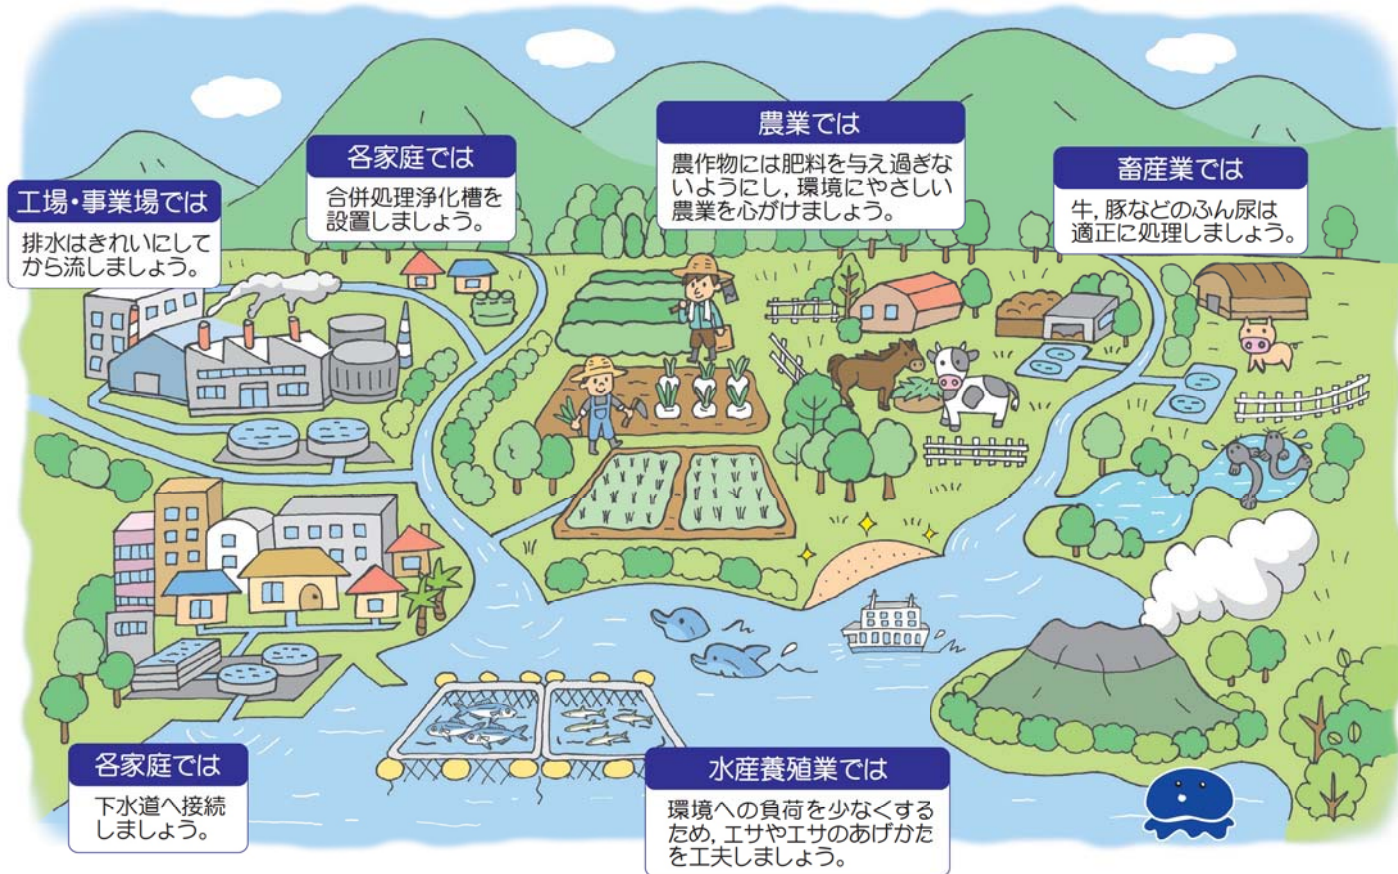 工場・事業場では
排水はきれいにして
から流しましょう。
各家庭では
合併処理浄化槽を
設置しましょう。
農業では
農作物には肥料を与え過ぎな
いようにし,環境にやさしい
農業を心がけましょう。
畜産業では
牛,豚などのふん尿は
適正に処理しましょう。
各家庭では
下水道へ接続
しましょう。
水産養殖業では
環境への負荷を少なくする
ため,エサやエサのあげかた
を工夫しましょう。